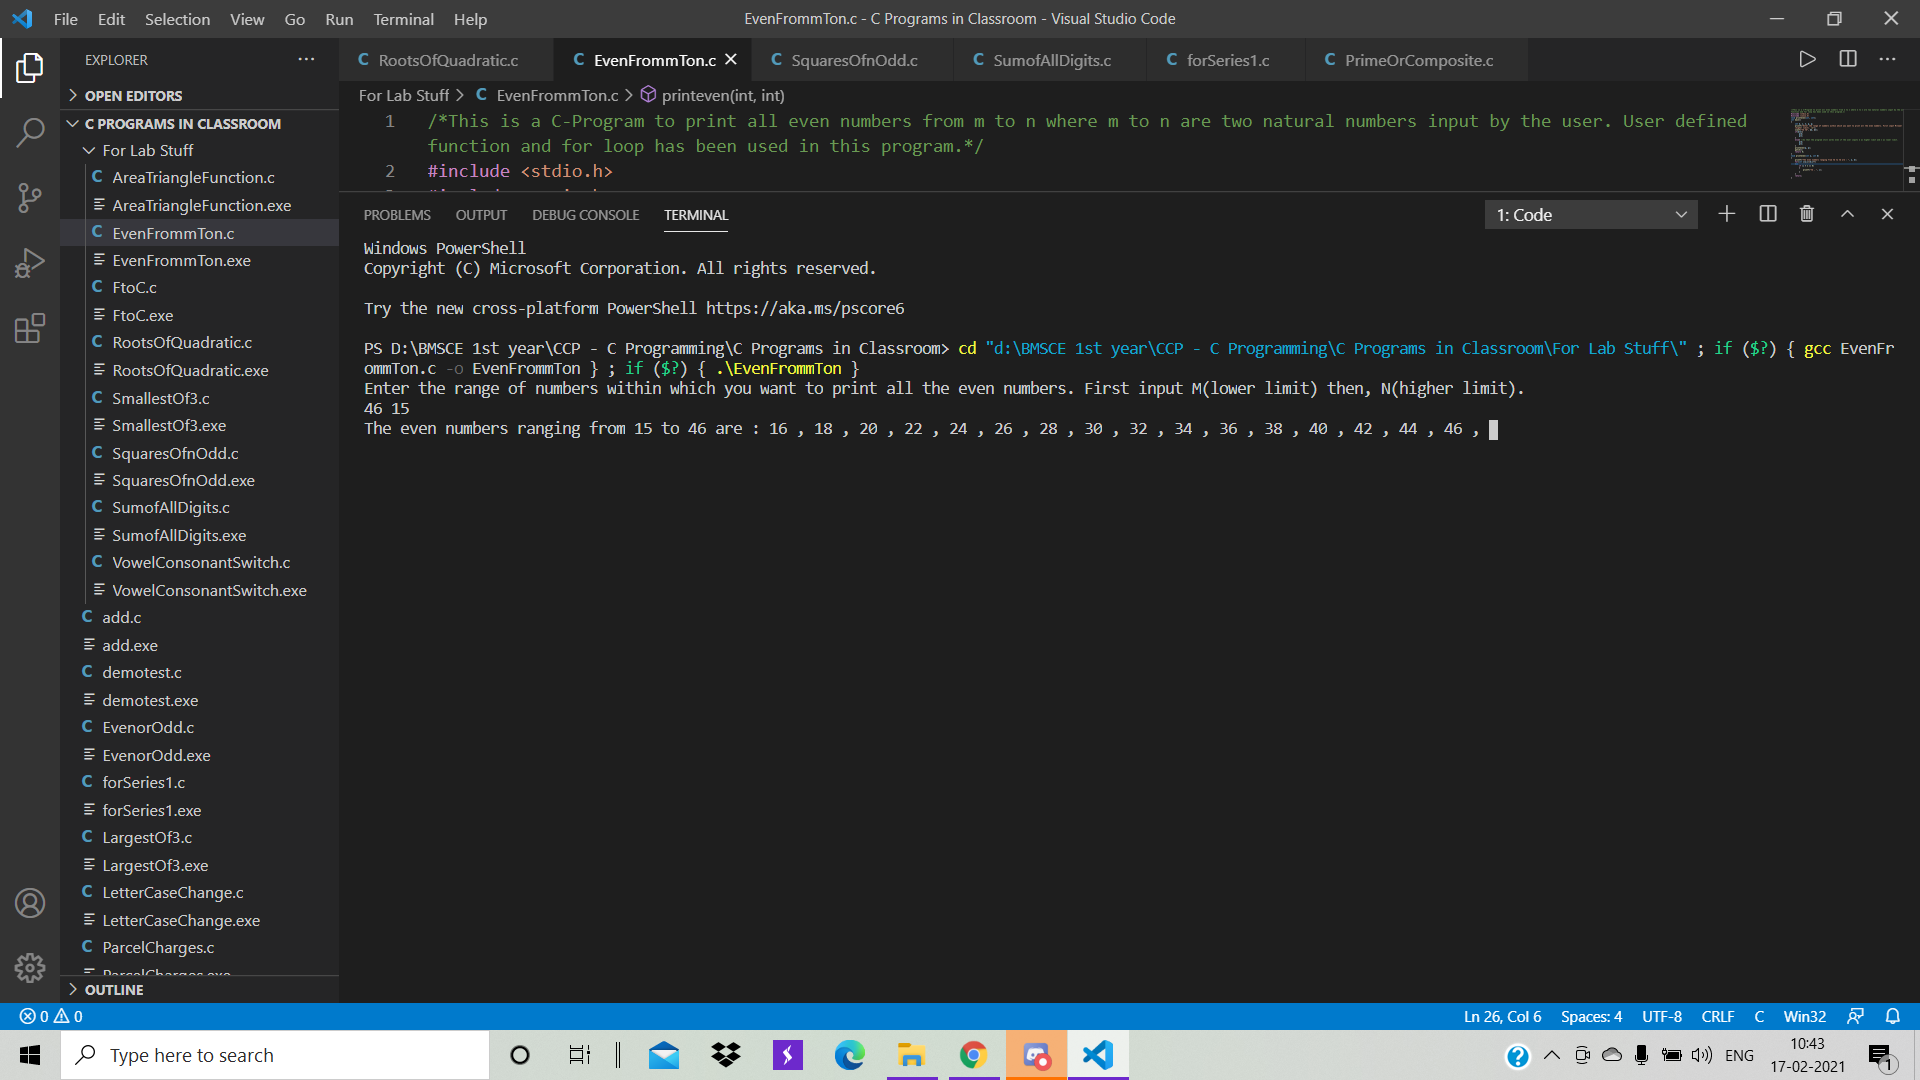 File Edit Selection View Go Run Terminal Help
EvenFrommTon.c - C Programs in Classroom - Visual Studio Code
EXPLORER
RootsOfQuadratic.c
EvenFrommTon.c
SquaresOfnOdd.c
SumofAllDigits.c
forSeries1.c
PrimeOrComposite.c
OPEN EDITORS
C PROGRAMS IN CLASSROOM
For Lab Stuff
AreaTriangleFunction.c
AreaTriangleFunction.exe
EvenFrommTon.c
EvenFrommTon.exe
FtoC.c
FtoC.exe
RootsOfQuadratic.c
RootsOfQuadratic.exe
SmallestOf3.c
SmallestOf3.exe
SquaresOfnOdd.c
SquaresOfnOdd.exe
SumofAllDigits.c
SumofAllDigits.exe
VowelConsonantSwitch.c
VowelConsonantSwitch.exe
add.c
add.exe
demotest.c
demotest.exe
EvenorOdd.c
EvenorOdd.exe
forSeries1.c
forSeries1.exe
LargestOf3.c
LargestOf3.exe
LetterCaseChange.c
LetterCaseChange.exe
ParcelCharges.c
ParcelCharges.exe
OUTLINE
For Lab Stuff > C EvenFrommTon.c > printeven(int, int)
1 /*This is a C-Program to print all even numbers from m to n where m to n are two natural numbers input by the user. User defined
function and for loop has been used in this program.*/
2 #include <stdio.h>
PROBLEMS OUTPUT DEBUG CONSOLE TERMINAL
1: Code
Windows PowerShell
Copyright (C) Microsoft Corporation. All rights reserved.
Try the new cross-platform PowerShell https://aka.ms/pscore6
PS D:\BMSCE 1st year\CCP - C Programming\C Programs in Classroom> cd "d:\BMSCE 1st year\CCP - C Programming\C Programs in Classroom\For Lab Stuff\" ; if ($?) { gcc EvenFr
ommTon.c -o EvenFrommTon } ; if ($?) { .\EvenFrommTon }
Enter the range of numbers within which you want to print all the even numbers. First input M(lower limit) then, N(higher limit).
46 15
The even numbers ranging from 15 to 46 are : 16 , 18 , 20 , 22 , 24 , 26 , 28 , 30 , 32 , 34 , 36 , 38 , 40 , 42 , 44 , 46 ,
0 0
Ln 26, Col 6 Spaces: 4 UTF-8 CRLF C Win32
Type here to search
ENG
10:43
17-02-2021
1